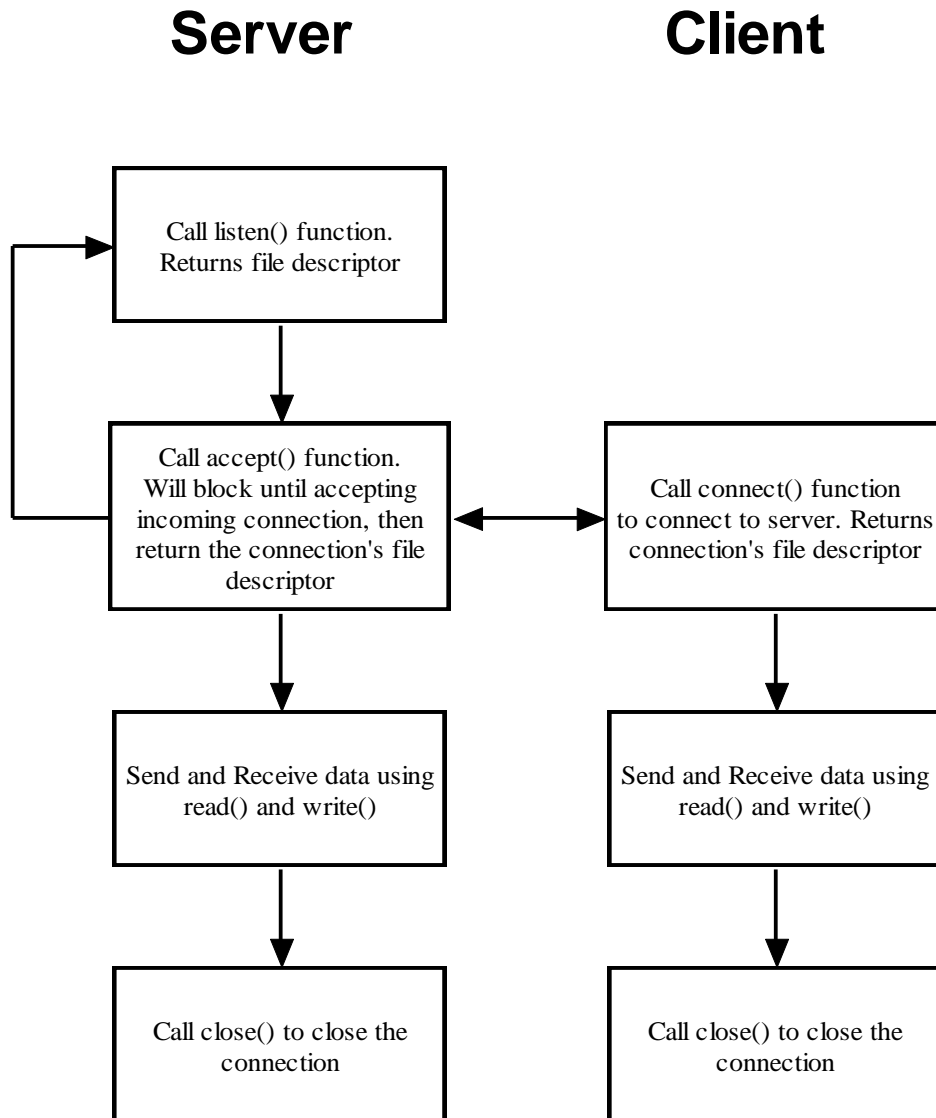 Server
Client
Call listen() function.
Returns file descriptor
Call accept() function.
Will block until accepting
incoming connection, then
return the connection's file
descriptor
Call connect() function
to connect to server. Returns
connection's file descriptor
Send and Receive data using
read() and write()
Send and Receive data using
read() and write()
Call close() to close the
connection
Call close() to close the
connection